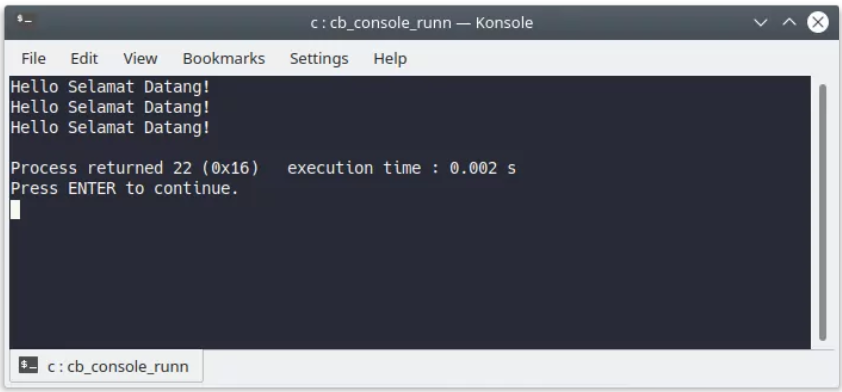 c : cb_console_runn — Konsole
File Edit View Bookmarks Settings Help
Hello Selamat Datang!
Hello Selamat Datang!
Hello Selamat Datang!
Process returned 22 (0x16)   execution time : 0.002 s
Press ENTER to continue.
c : cb_console_runn